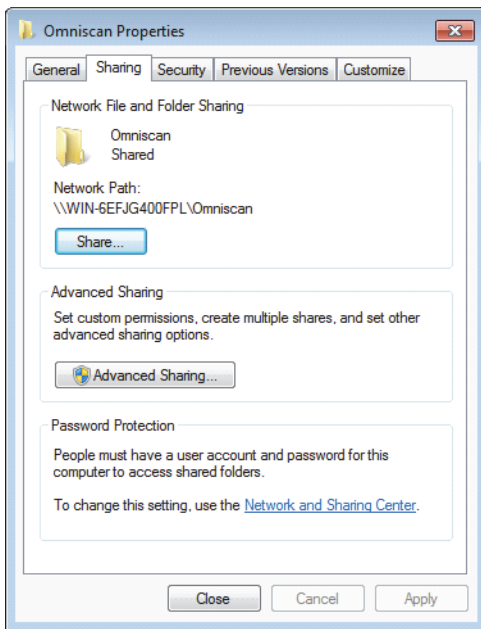 Omniscan Properties
General Sharing Security Previous Versions Customize
Network File and Folder Sharing
Omniscan
Shared
Network Path:
\\WIN-6EFJG400FPL\Omniscan
Share...
Advanced Sharing
Set custom permissions, create multiple shares, and set other
advanced sharing options.
Advanced Sharing...
Password Protection
People must have a user account and password for this
computer to access shared folders.
To change this setting, use the Network and Sharing Center.
Close Cancel Apply